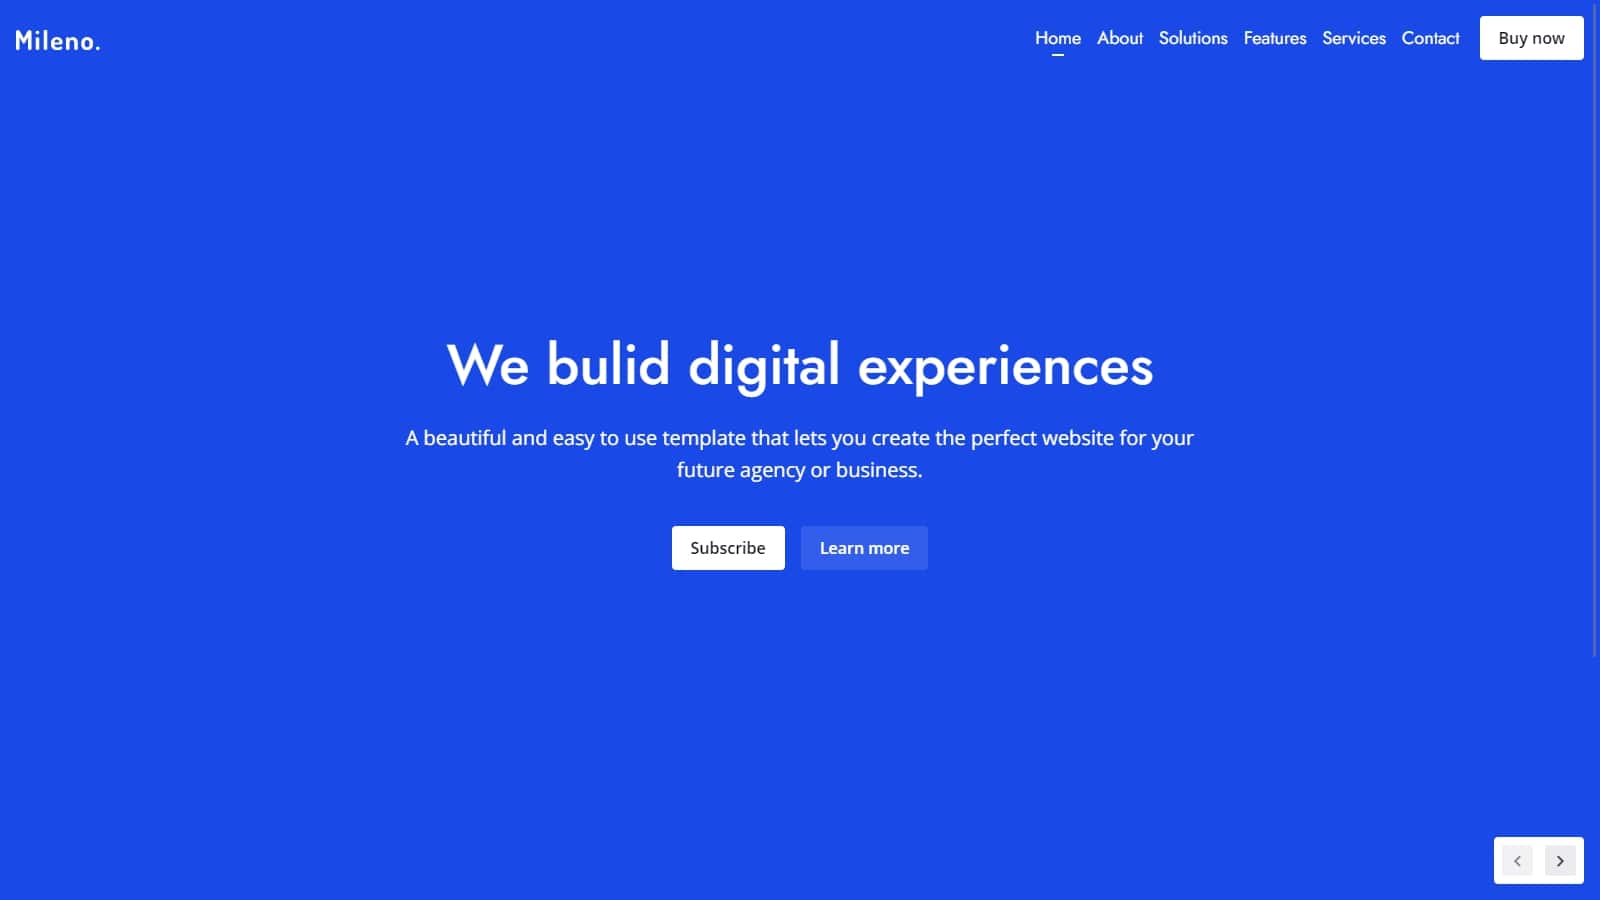 Mileno.
Home About Solutions Features Services Contact Buy now
We bulid digital experiences
A beautiful and easy to use template that lets you create the perfect website for your
future agency or business.
Subscribe Learn more